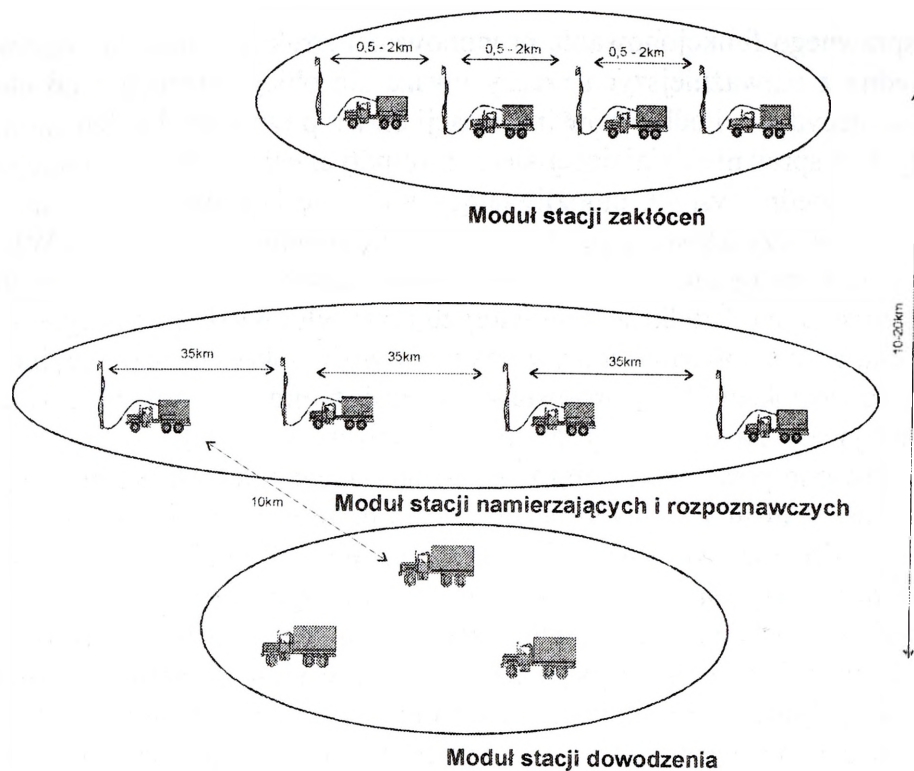 0,5 - 2km
0,5 - 2km
0,5 - 2km
Moduł stacji zakłóceń
10-20km
35km
35km
35km
10km
Moduł stacji namierzających i rozpoznawczych
Moduł stacji dowodzenia